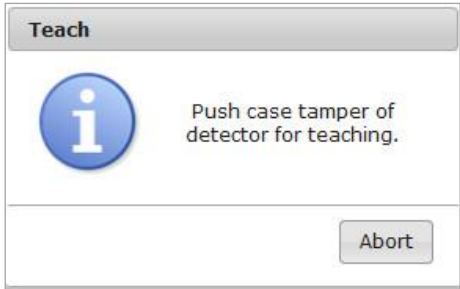 Teach
Push case tamper of
detector for teaching.
Abort